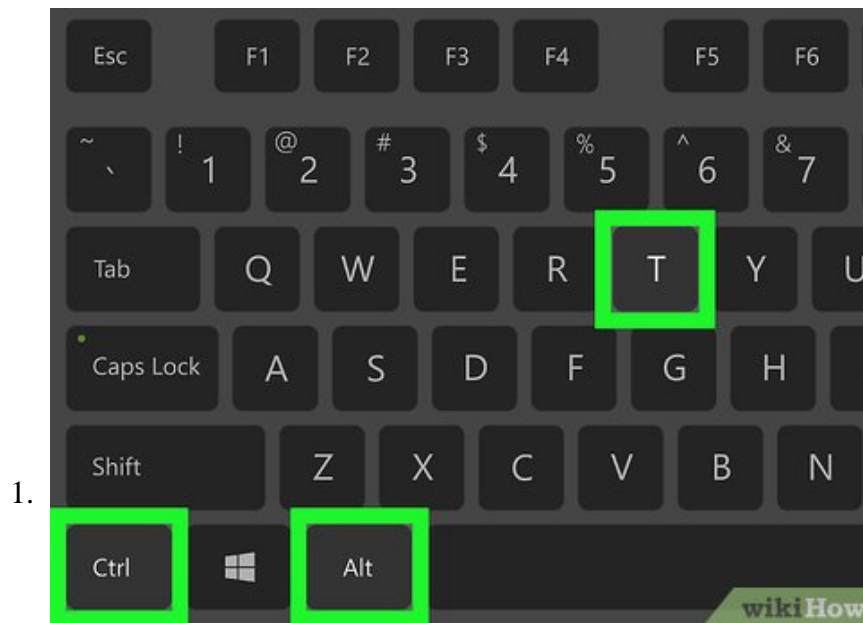 Esc F1 F2 F3 F4 F5 F6
~ ` ! 1 @ 2 # 3 $ 4 % 5 ^ 6 & 7
Tab Q W E R T Y U
Caps Lock A S D F G H
Shift Z X C V B N
1.
Ctrl Alt
wikiHow